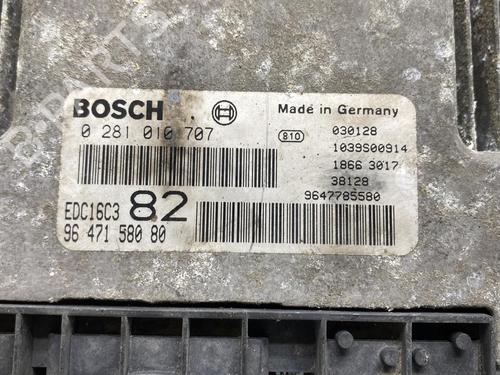 BOSCH
0 281 010 707
EDC16C3 82
96 471 580 80
Made in Germany
810 030128
1039S00914
1866 3017
38128
9647785580
B-PARTS